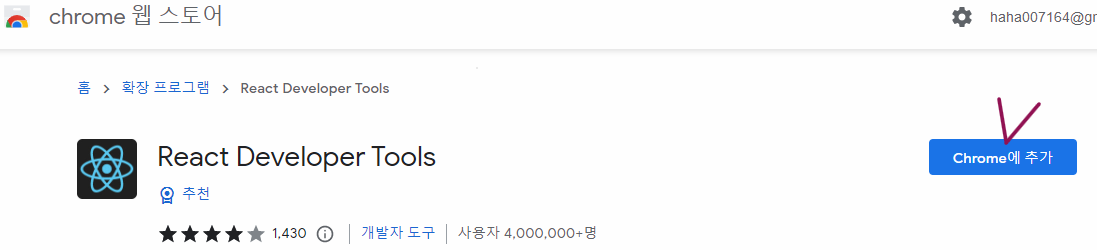 chrome 웹 스토어
haha007164@gr
홈 > 확장 프로그램 > React Developer Tools
React Developer Tools
Chrome에 추가
추천
1,430 개발자 도구 사용자 4,000,000+명